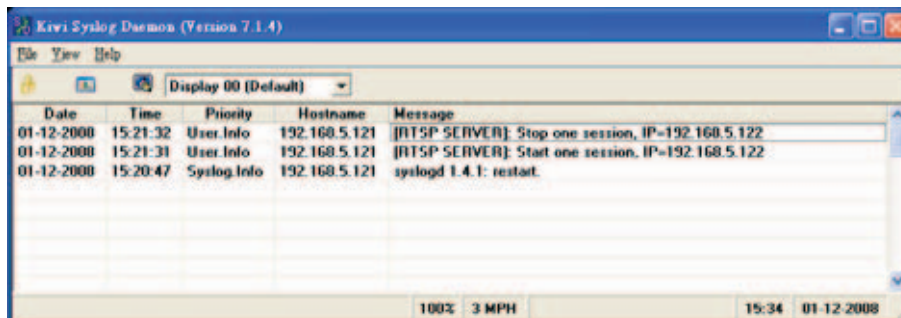 Kiwi Syslog Daemon (Version 7.1.4)
File View Help
Display 00 (Default)
Date Time Priority Hostname Message
01-12-2008 15:21:32 User.Info 192.168.5.121 [RTSP SERVER]: Stop one session, IP=192.168.5.122
01-12-2008 15:21:31 User.Info 192.168.5.121 [RTSP SERVER]: Start one session, IP=192.168.5.122
01-12-2008 15:20:47 Syslog.Info 192.168.5.121 syslogd 1.4.1: restart.
100% 3 MPH 15:34 01-12-2008